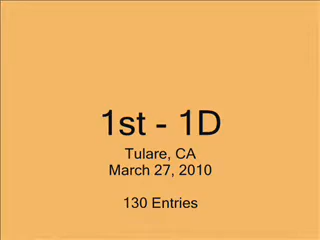 1st - 1D
Tulare, CA
March 27, 2010
130 Entries